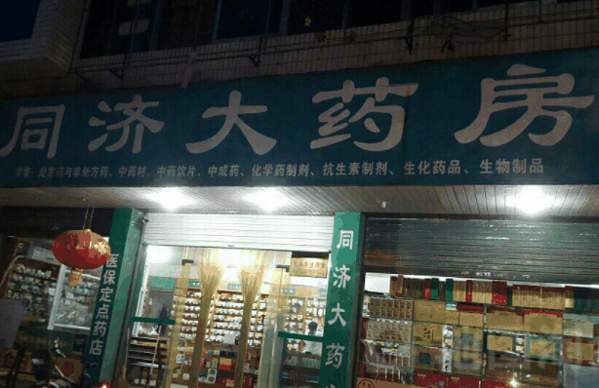 同济大药房
零售：处方药与非处方药、中药材、中药饮片、中成药、化学药制剂、抗生素制剂、生化药品、生物制品
医保定点药店
同济大药